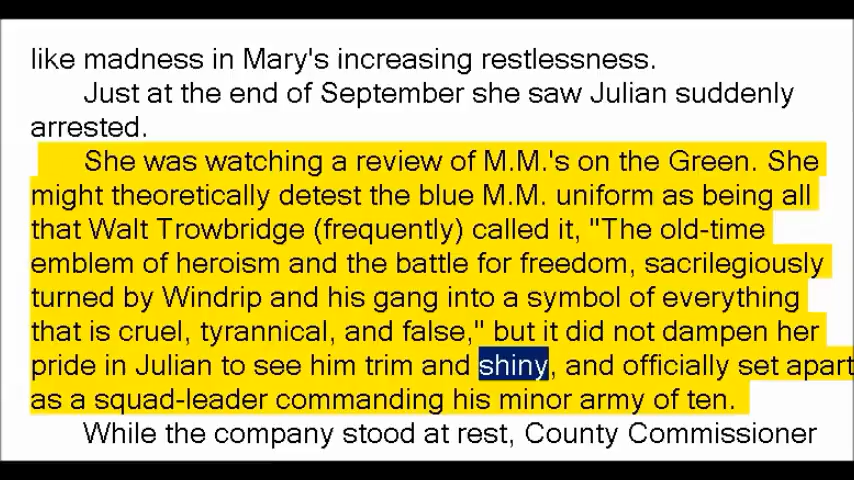 like madness in Mary's increasing restlessness.
Just at the end of September she saw Julian suddenly
arrested.
She was watching a review of M.M.'s on the Green. She
might theoretically detest the blue M.M. uniform as being all
that Walt Trowbridge (frequently) called it, "The old-time
emblem of heroism and the battle for freedom, sacrilegiously
turned by Windrip and his gang into a symbol of everything
that is cruel, tyrannical, and false," but it did not dampen her
pride in Julian to see him trim and shiny, and officially set apart
as a squad-leader commanding his minor army of ten.
While the company stood at rest, County Commissioner